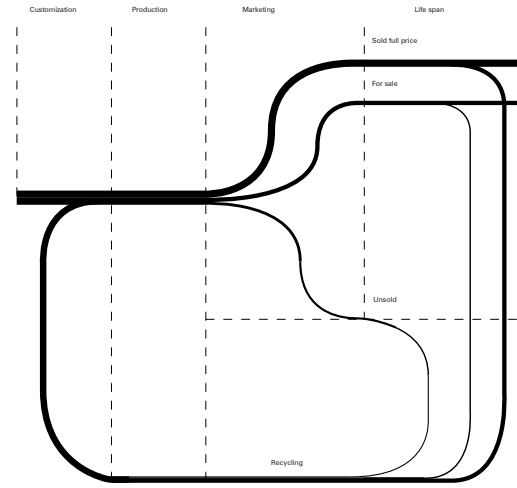 Customization
Production
Marketing
Life span
Sold full price
For sale
Unsold
Recycling